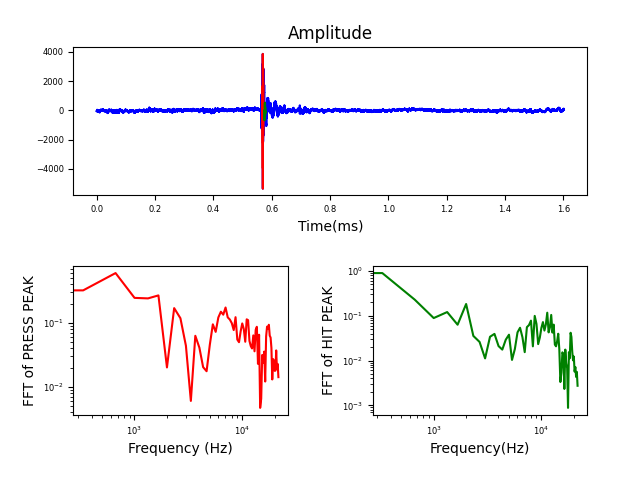 Amplitude
4000
2000
0
−2000
−4000
0.0 0.2 0.4 0.6 0.8 1.0 1.2 1.4 1.6
Time(ms)
FFT of PRESS PEAK
10⁻¹
10⁻²
10³ 10⁴
Frequency (Hz)
FFT of HIT PEAK
10⁰
10⁻¹
10⁻²
10⁻³
10³ 10⁴
Frequency(Hz)